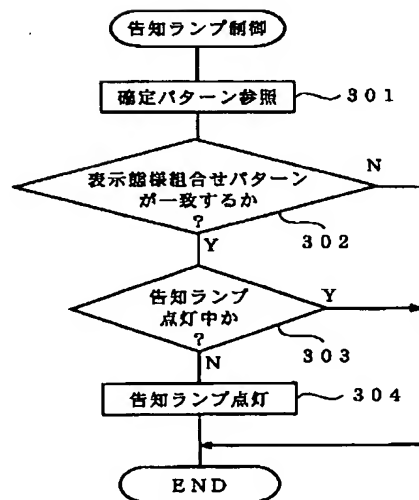 告知ランプ制御
確定パターン参照
301
表示態様組合せパターン
が一致するか
?
N
302
Y
告知ランプ
点灯中か
?
Y
303
N
告知ランプ点灯
304
END